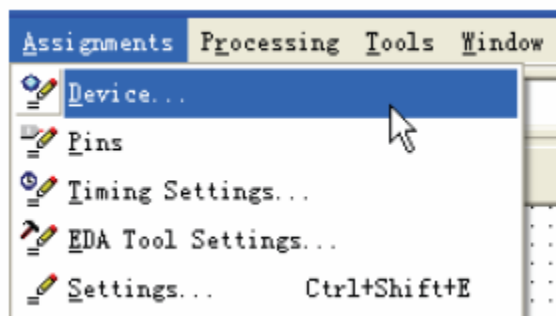 Assignments Processing Tools Window
Device...
Pins
Timing Settings...
EDA Tool Settings...
Settings... Ctrl+Shift+E